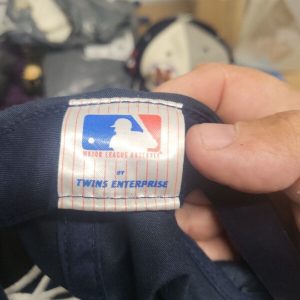 MAJOR LEAGUE BASEBALL
BY
TWINS ENTERPRISE